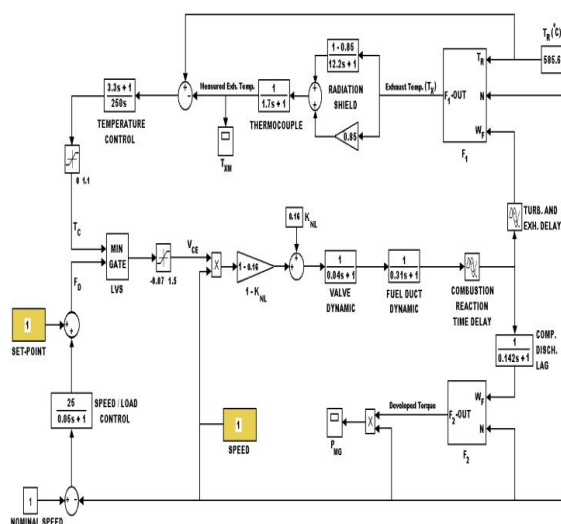 T_R (°C)
585.6
1 - 0.85
12.2s + 1
RADIATION
SHIELD
0.85
Exhaust Temp. (T_X)
T_R
F_1-OUT
N
W_F
F_1
3.3s + 1
250s
TEMPERATURE
CONTROL
Measured Exh. Temp.
1
1.7s + 1
THERMOCOUPLE
T_XM
0 1.1
T_C
TURB. AND
EXH. DELAY
0.16
K_NL
MIN
GATE
LVS
V_CE
-0.07 1.5
X
1 - 0.16
1 - K_NL
1
0.04s + 1
VALVE
DYNAMIC
1
0.31s + 1
FUEL DUCT
DYNAMIC
COMBUSTION
REACTION
TIME DELAY
F_D
1
SET-POINT
1
0.142s + 1
COMP.
DISCH.
LAG
25
0.05s + 1
SPEED / LOAD
CONTROL
1
SPEED
P_MG
X
Developed Torque
F_2-OUT
W_F
N
F_2
1
NOMINAL SPEED